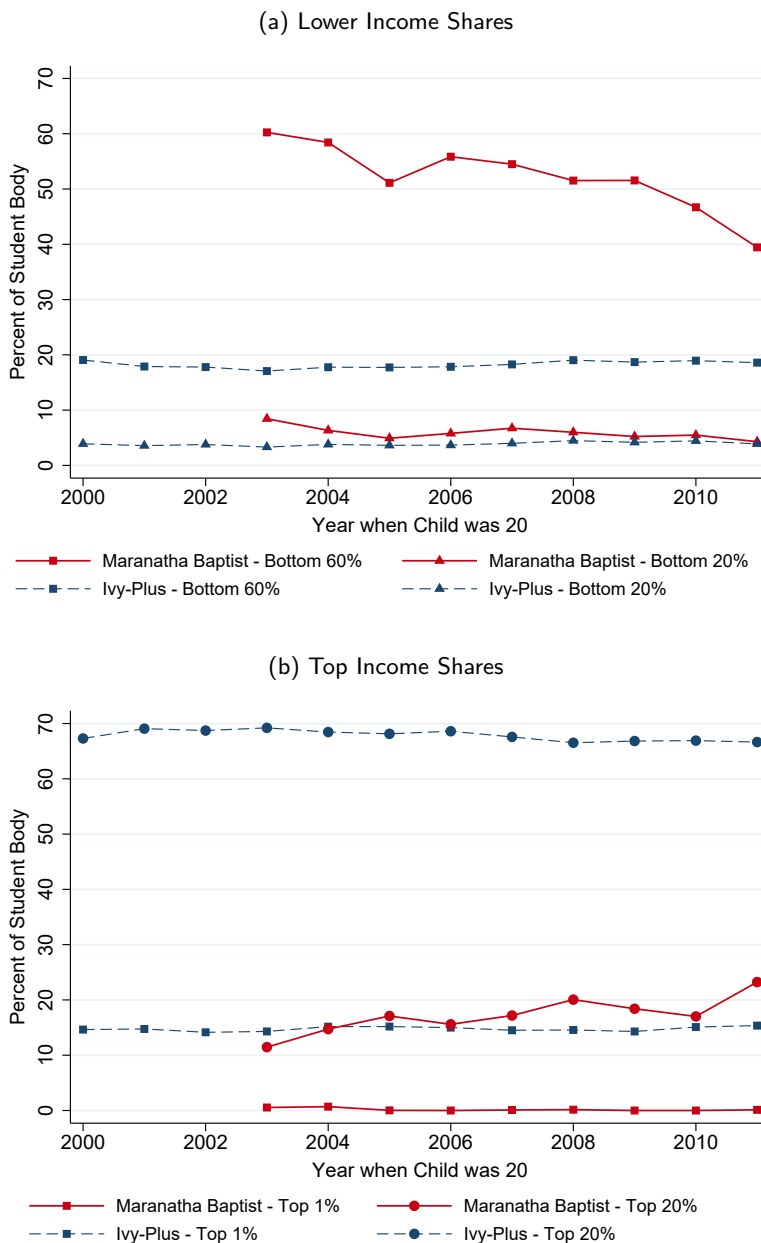 (a) Lower Income Shares
70
60
50
40
30
20
10
0
Percent of Student Body
2000 2002 2004 2006 2008 2010
Year when Child was 20
Maranatha Baptist - Bottom 60% Maranatha Baptist - Bottom 20%
Ivy-Plus - Bottom 60% Ivy-Plus - Bottom 20%
(b) Top Income Shares
70
60
50
40
30
20
10
0
Percent of Student Body
2000 2002 2004 2006 2008 2010
Year when Child was 20
Maranatha Baptist - Top 1% Maranatha Baptist - Top 20%
Ivy-Plus - Top 1% Ivy-Plus - Top 20%